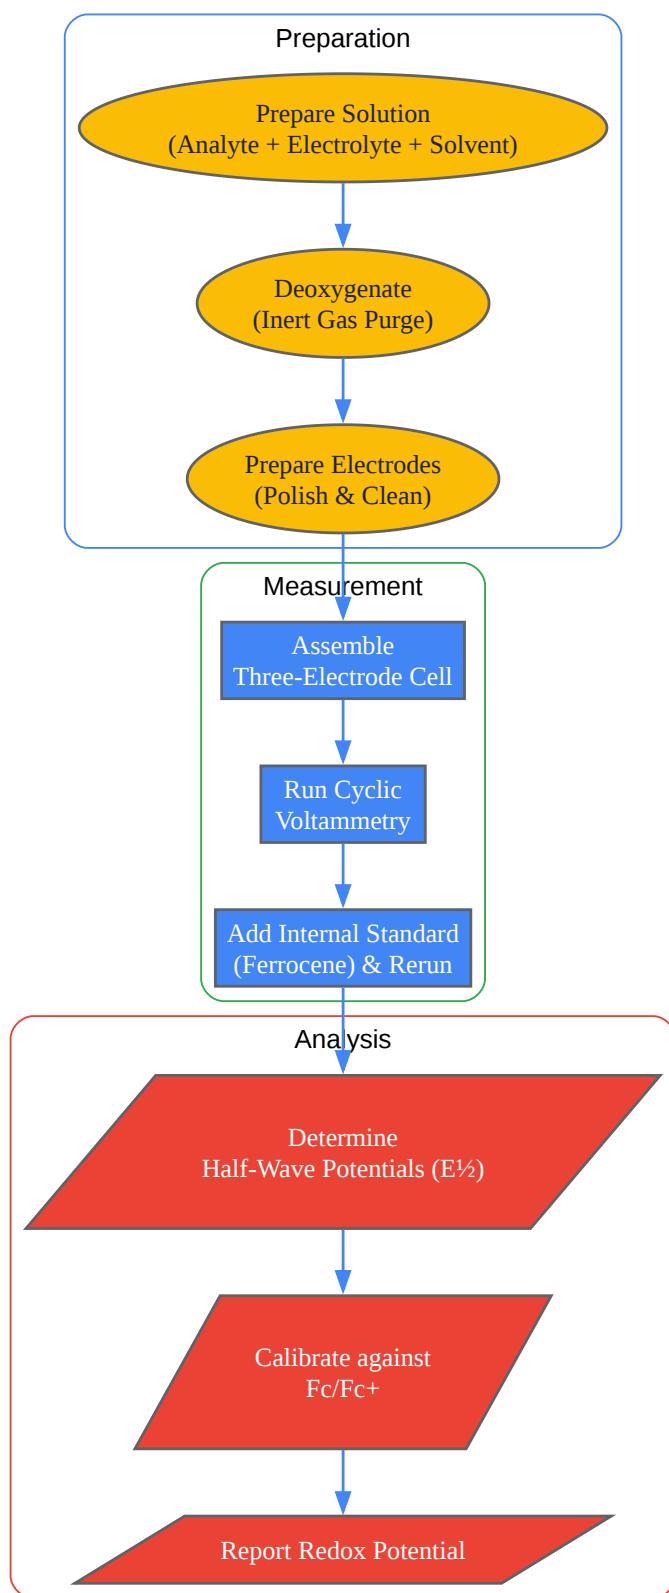 Preparation
Prepare Solution
(Analyte + Electrolyte + Solvent)
Deoxygenate
(Inert Gas Purge)
Prepare Electrodes
(Polish & Clean)
Measurement
Assemble
Three-Electrode Cell
Run Cyclic
Voltammetry
Add Internal Standard
(Ferrocene) & Rerun
Analysis
Determine
Half-Wave Potentials (E½)
Calibrate against
Fc/Fc+
Report Redox Potential